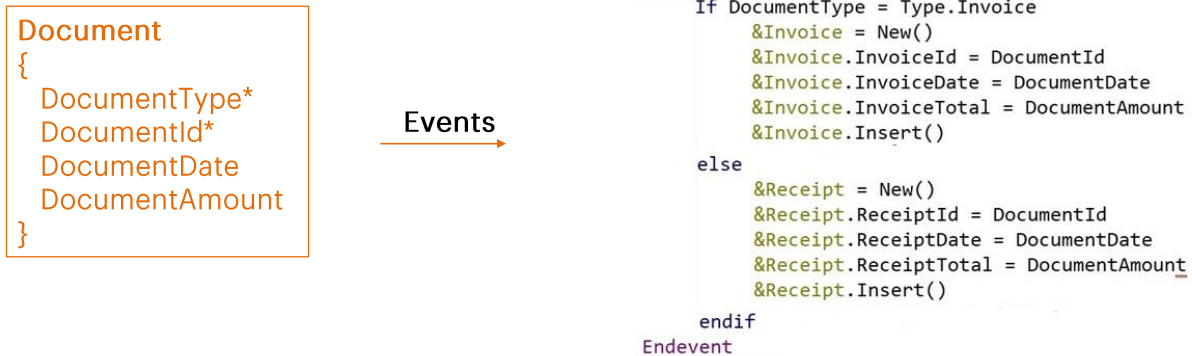 Document
{
DocumentType*
DocumentId*
DocumentDate
DocumentAmount
}
Events
If DocumentType = Type.Invoice
&Invoice = New()
&Invoice.InvoiceId = DocumentId
&Invoice.InvoiceDate = DocumentDate
&Invoice.InvoiceTotal = DocumentAmount
&Invoice.Insert()
else
&Receipt = New()
&Receipt.ReceiptId = DocumentId
&Receipt.ReceiptDate = DocumentDate
&Receipt.ReceiptTotal = DocumentAmount
&Receipt.Insert()
endif
Endevent